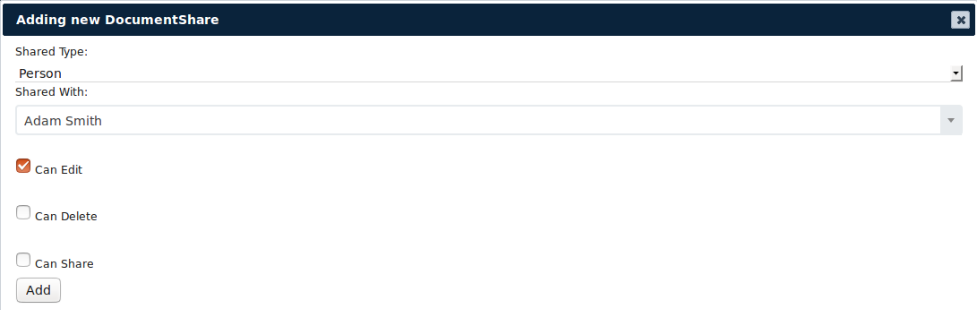 Adding new DocumentShare
Shared Type:
Person
Shared With:
Adam Smith
Can Edit
Can Delete
Can Share
Add